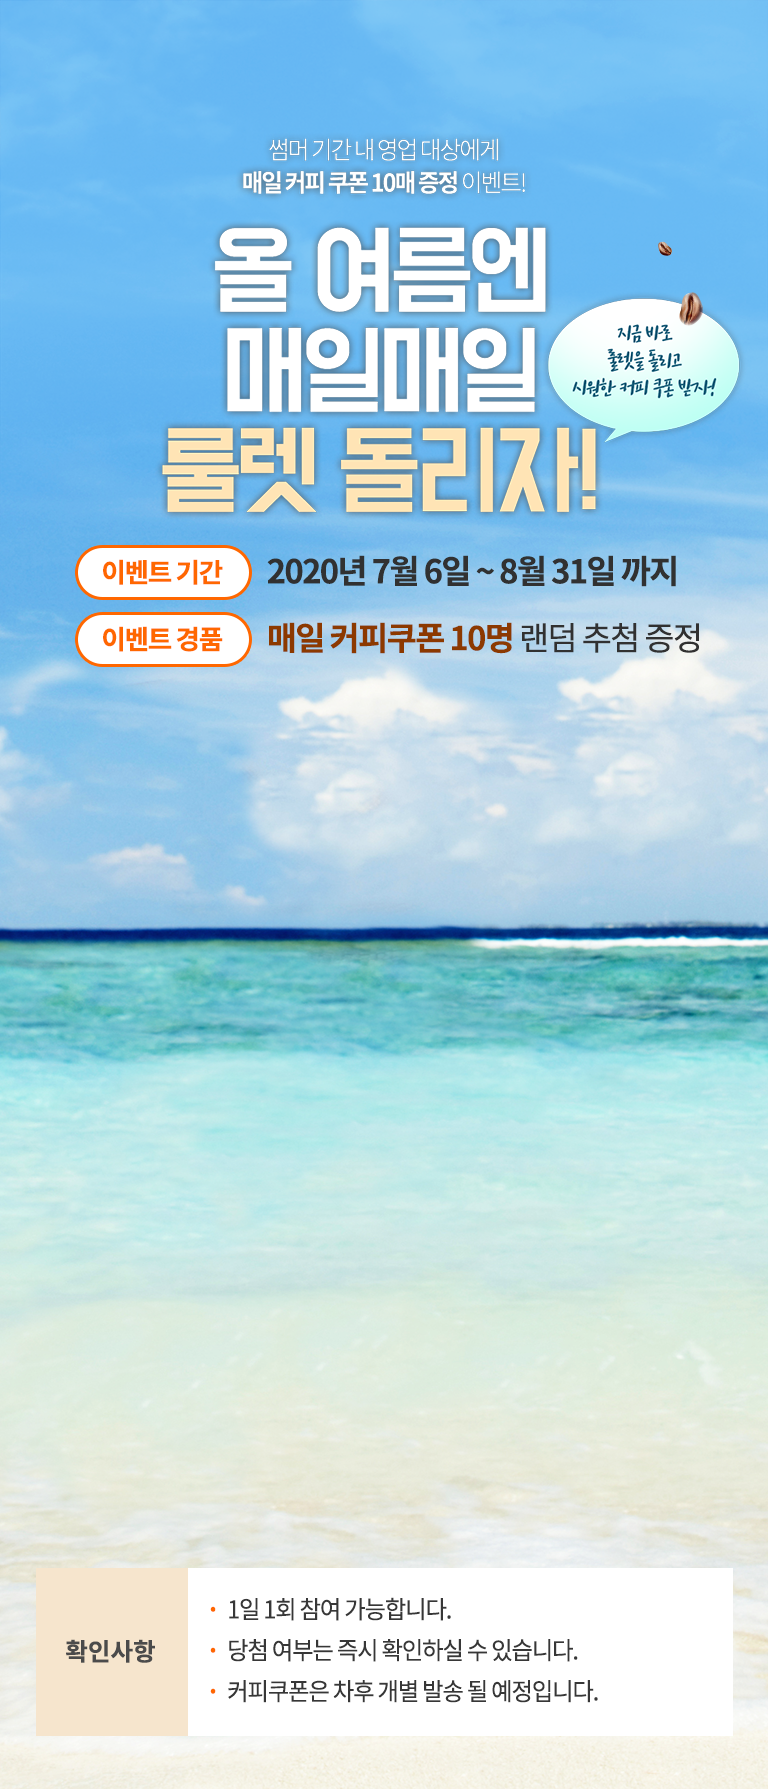 썸머 기간 내 영업 대상에게
매일 커피 쿠폰 10매 증정 이벤트!
올 여름엔
매일매일
룰렛 돌리자!
지금 바로
룰렛을 돌리고
시원한 커피 쿠폰 받자!
이벤트 기간 2020년 7월 6일 ~ 8월 31일 까지
이벤트 경품 매일 커피쿠폰 10명 랜덤 추첨 증정
확인사항
• 1일 1회 참여 가능합니다.
• 당첨 여부는 즉시 확인하실 수 있습니다.
• 커피쿠폰은 차후 개별 발송 될 예정입니다.